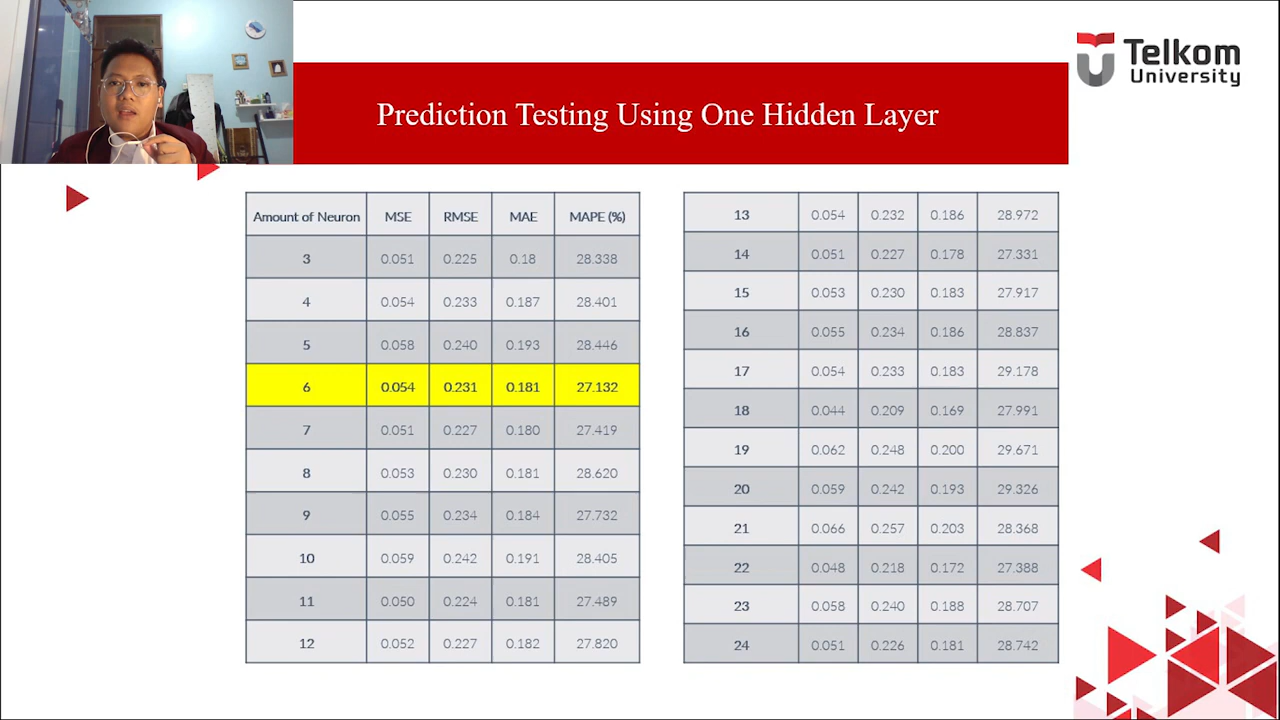 Telkom
University
Prediction Testing Using One Hidden Layer
Amount of Neuron MSE RMSE MAE MAPE (%)
3 0.051 0.225 0.18 28.338
4 0.054 0.233 0.187 28.401
5 0.058 0.240 0.193 28.446
6 0.054 0.231 0.181 27.132
7 0.051 0.227 0.180 27.419
8 0.053 0.230 0.181 28.620
9 0.055 0.234 0.184 27.732
10 0.059 0.242 0.191 28.405
11 0.050 0.224 0.181 27.489
12 0.052 0.227 0.182 27.820
13 0.054 0.232 0.186 28.972
14 0.051 0.227 0.178 27.331
15 0.053 0.230 0.183 27.917
16 0.055 0.234 0.186 28.837
17 0.054 0.233 0.183 29.178
18 0.044 0.209 0.169 27.991
19 0.062 0.248 0.200 29.671
20 0.059 0.242 0.193 29.326
21 0.066 0.257 0.203 28.368
22 0.048 0.218 0.172 27.388
23 0.058 0.240 0.188 28.707
24 0.051 0.226 0.181 28.742